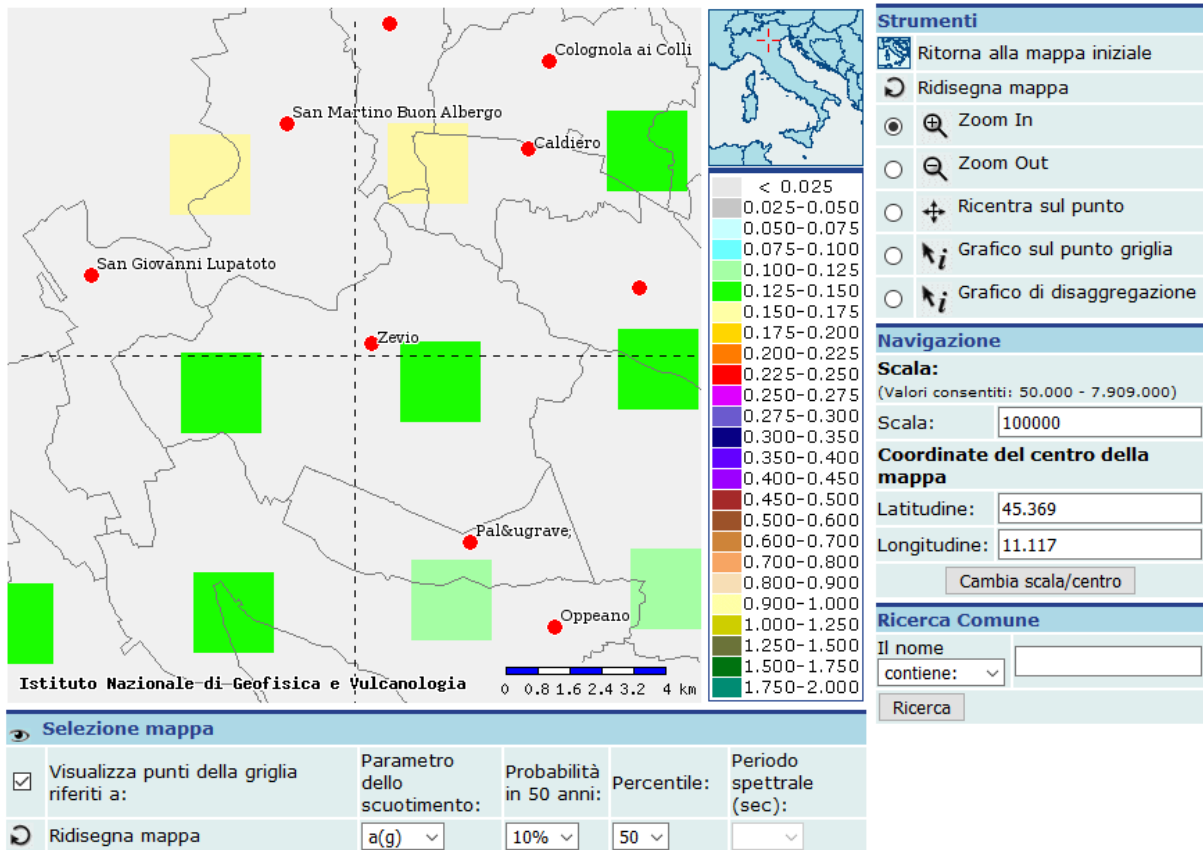 Colognola ai Colli
San Martino Buon Albergo
Caldiero
San Giovanni Lupatoto
Zevio
Pal&ugrave;
Oppeano
Istituto Nazionale di Geofisica e Vulcanologia
0 0.8 1.6 2.4 3.2 4 km
< 0.025
0.025-0.050
0.050-0.075
0.075-0.100
0.100-0.125
0.125-0.150
0.150-0.175
0.175-0.200
0.200-0.225
0.225-0.250
0.250-0.275
0.275-0.300
0.300-0.350
0.350-0.400
0.400-0.450
0.450-0.500
0.500-0.600
0.600-0.700
0.700-0.800
0.800-0.900
0.900-1.000
1.000-1.250
1.250-1.500
1.500-1.750
1.750-2.000
Strumenti
Ritorna alla mappa iniziale
Ridisegna mappa
Zoom In
Zoom Out
Ricentra sul punto
Grafico sul punto griglia
Grafico di disaggregazione
Navigazione
Scala:
(Valori consentiti: 50.000 - 7.909.000)
Scala: 100000
Coordinate del centro della
mappa
Latitudine: 45.369
Longitudine: 11.117
Cambia scala/centro
Ricerca Comune
Il nome
contiene:
Ricerca
Selezione mappa
Visualizza punti della griglia
riferiti a:
Parametro
dello
scuotimento:
Probabilità
in 50 anni:
Percentile:
Periodo
spettrale
(sec):
Ridisegna mappa
a(g)
10%
50